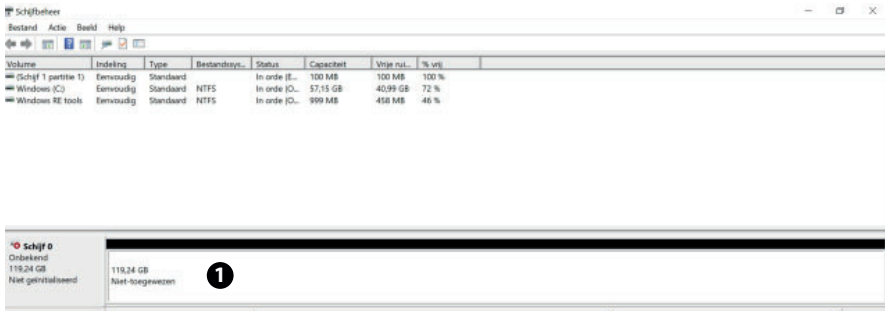 Schijfbeheer
Bestand Actie Beeld Help
Volume Indeling Type Bestandssys... Status Capaciteit Vrije rui... % vrij
(Schijf 1 partitie 1) Eenvoudig Standaard In orde (E... 100 MB 100 MB 100 %
Windows (C:) Eenvoudig Standaard NTFS In orde (O... 57,15 GB 40,99 GB 72 %
Windows RE tools Eenvoudig Standaard NTFS In orde (O... 999 MB 458 MB 46 %
Schijf 0
Onbekend
119,24 GB
Niet geïnitialiseerd
119,24 GB
Niet-toegewezen
1